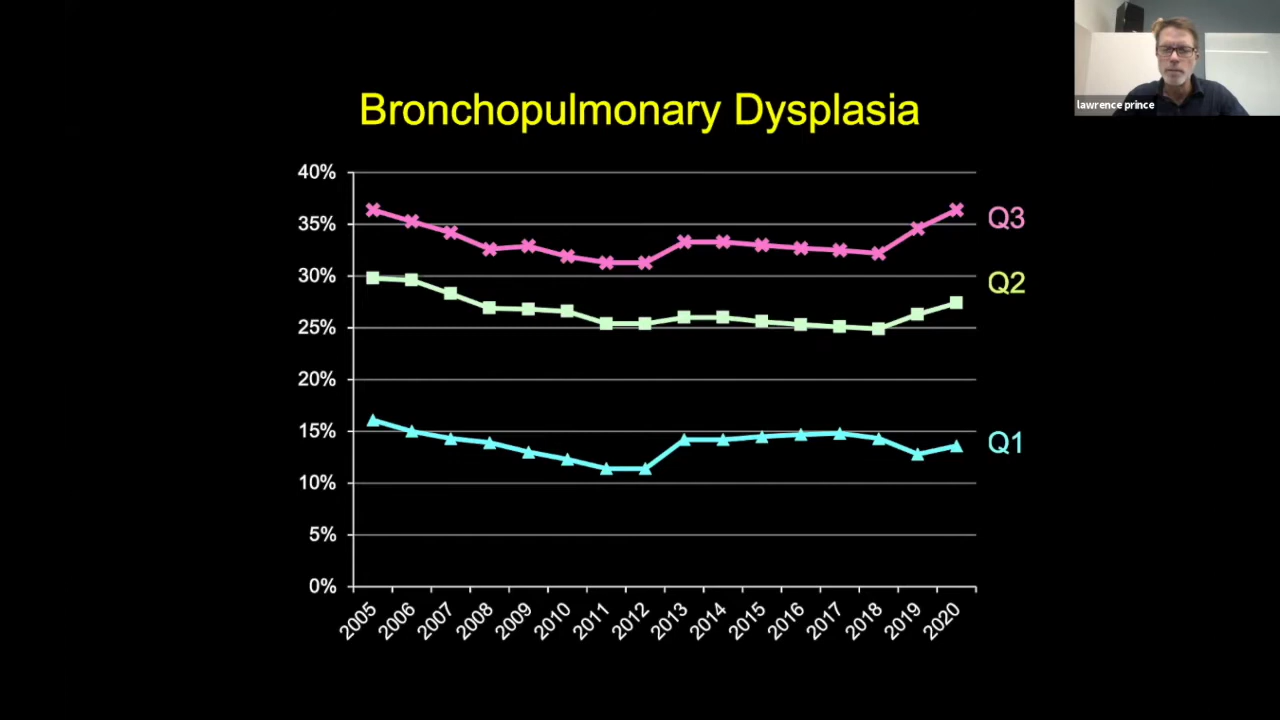 lawrence prince
Bronchopulmonary Dysplasia
40%
35%
30%
25%
20%
15%
10%
5%
0%
Q3
Q2
Q1
2005 2006 2007 2008 2009 2010 2011 2012 2013 2014 2015 2016 2017 2018 2019 2020